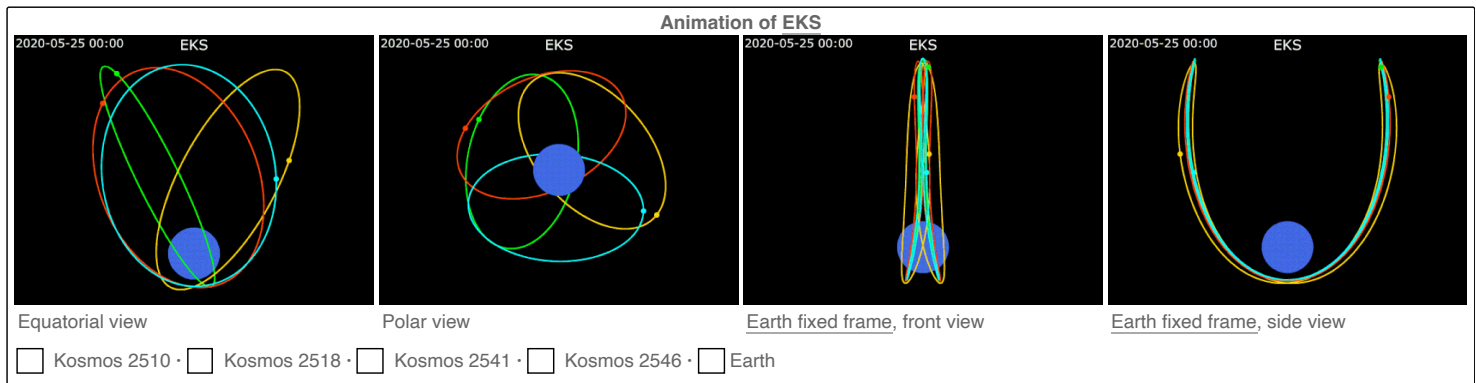 Animation of EKS
2020-05-25 00:00 EKS
2020-05-25 00:00 EKS
2020-05-25 00:00 EKS
2020-05-25 00:00 EKS
Equatorial view
Polar view
Earth fixed frame, front view
Earth fixed frame, side view
Kosmos 2510 · Kosmos 2518 · Kosmos 2541 · Kosmos 2546 · Earth